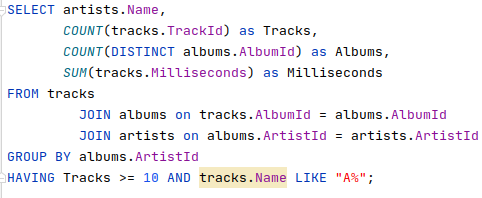 SELECT artists.Name,
COUNT(tracks.TrackId) as Tracks,
COUNT(DISTINCT albums.AlbumId) as Albums,
SUM(tracks.Milliseconds) as Milliseconds
FROM tracks
JOIN albums on tracks.AlbumId = albums.AlbumId
JOIN artists on albums.ArtistId = artists.ArtistId
GROUP BY albums.ArtistId
HAVING Tracks >= 10 AND tracks.Name LIKE "A%";